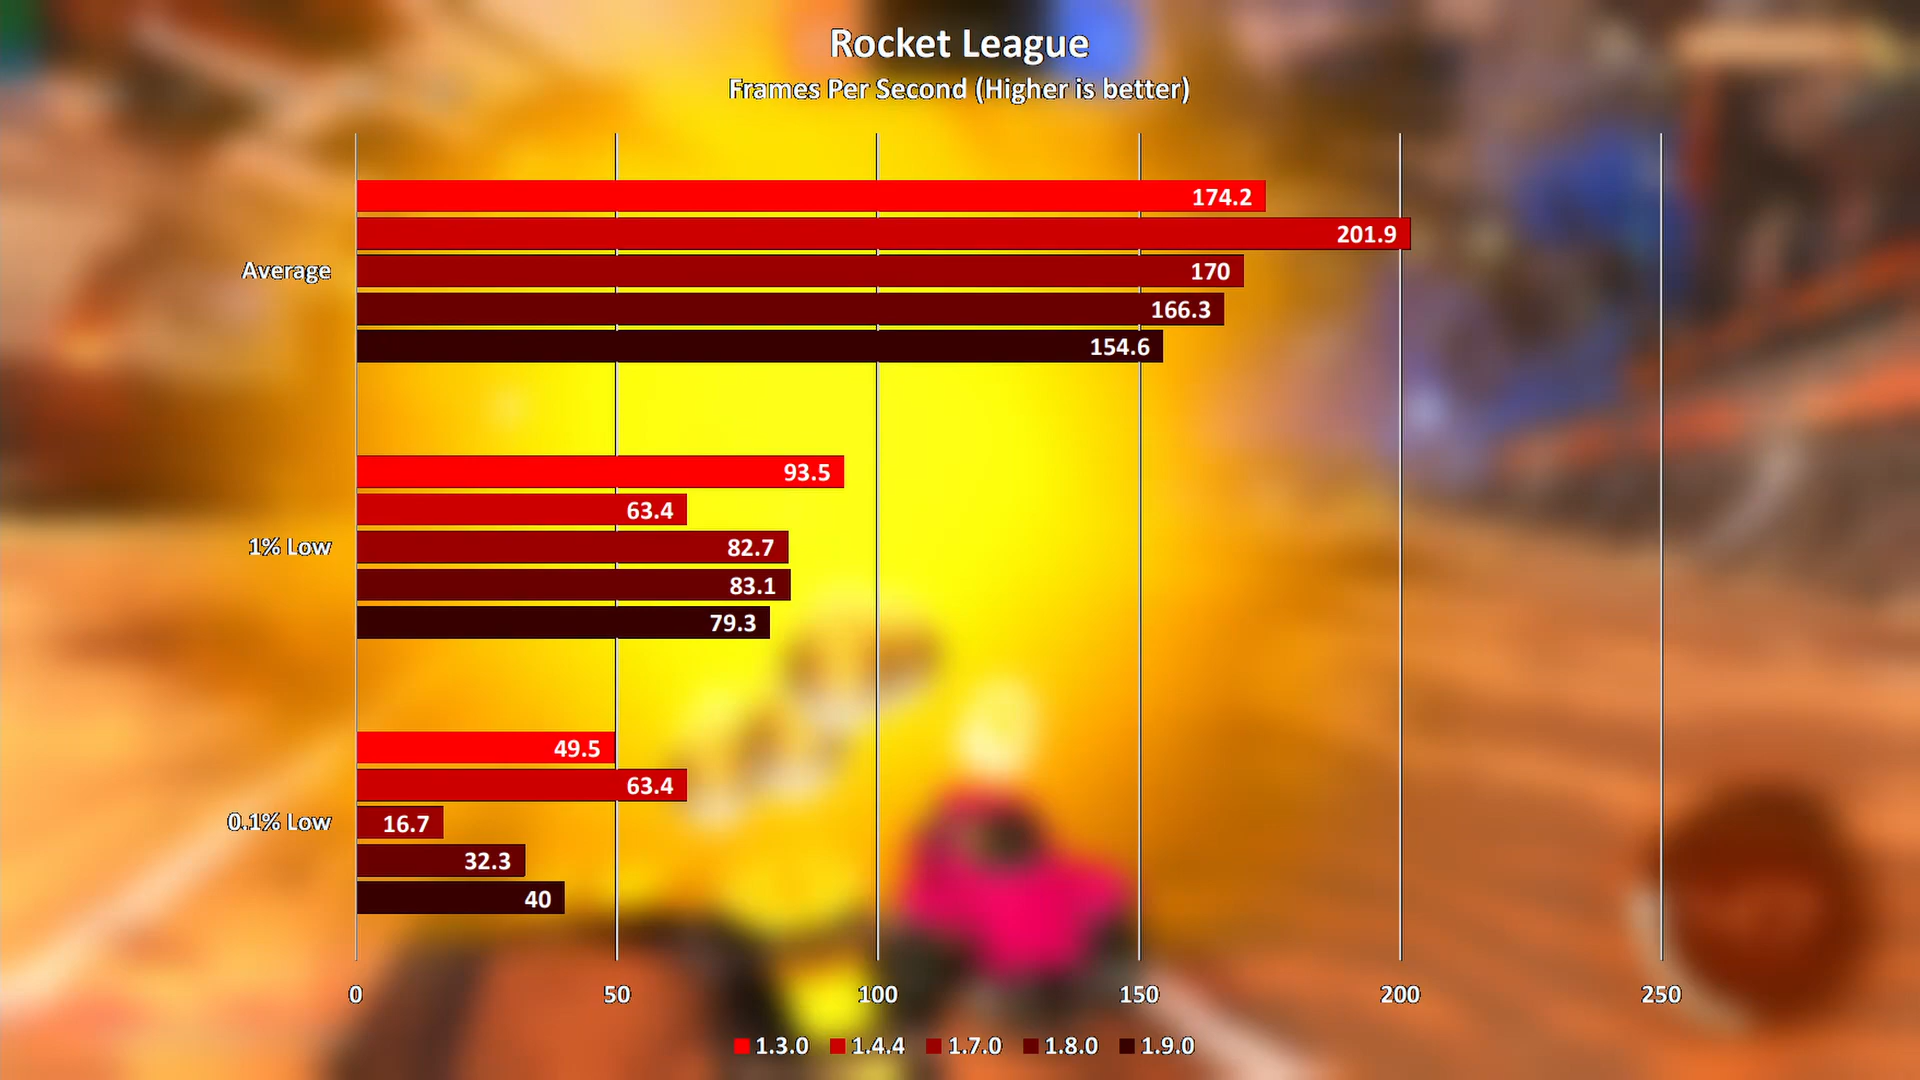 Rocket League
Frames Per Second (Higher is better)
174.2
201.9
Average
170
166.3
154.6
93.5
63.4
1% Low
82.7
83.1
79.3
49.5
63.4
0.1% Low
16.7
32.3
40
0 50 100 150 200 250
1.3.0 1.4.4 1.7.0 1.8.0 1.9.0